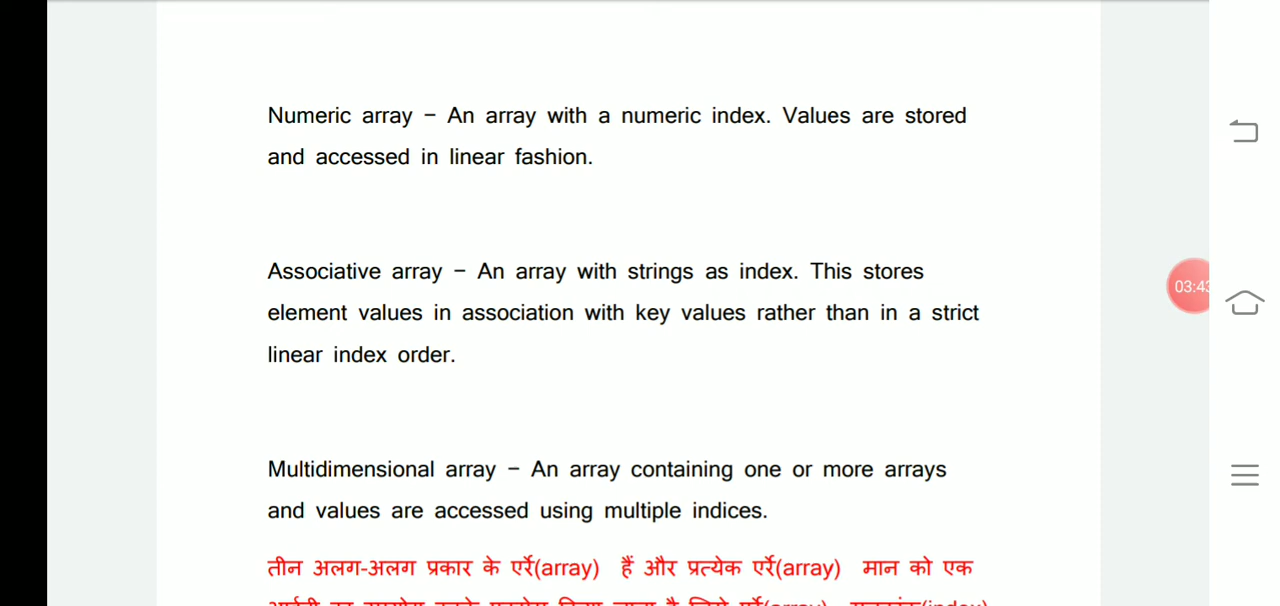 Numeric array − An array with a numeric index. Values are stored
and accessed in linear fashion.
Associative array − An array with strings as index. This stores
element values in association with key values rather than in a strict
linear index order.
Multidimensional array − An array containing one or more arrays
and values are accessed using multiple indices.
तीन अलग-अलग प्रकार के एर्रे(array) हैं और प्रत्येक एर्रे(array) मान को एक
03:43